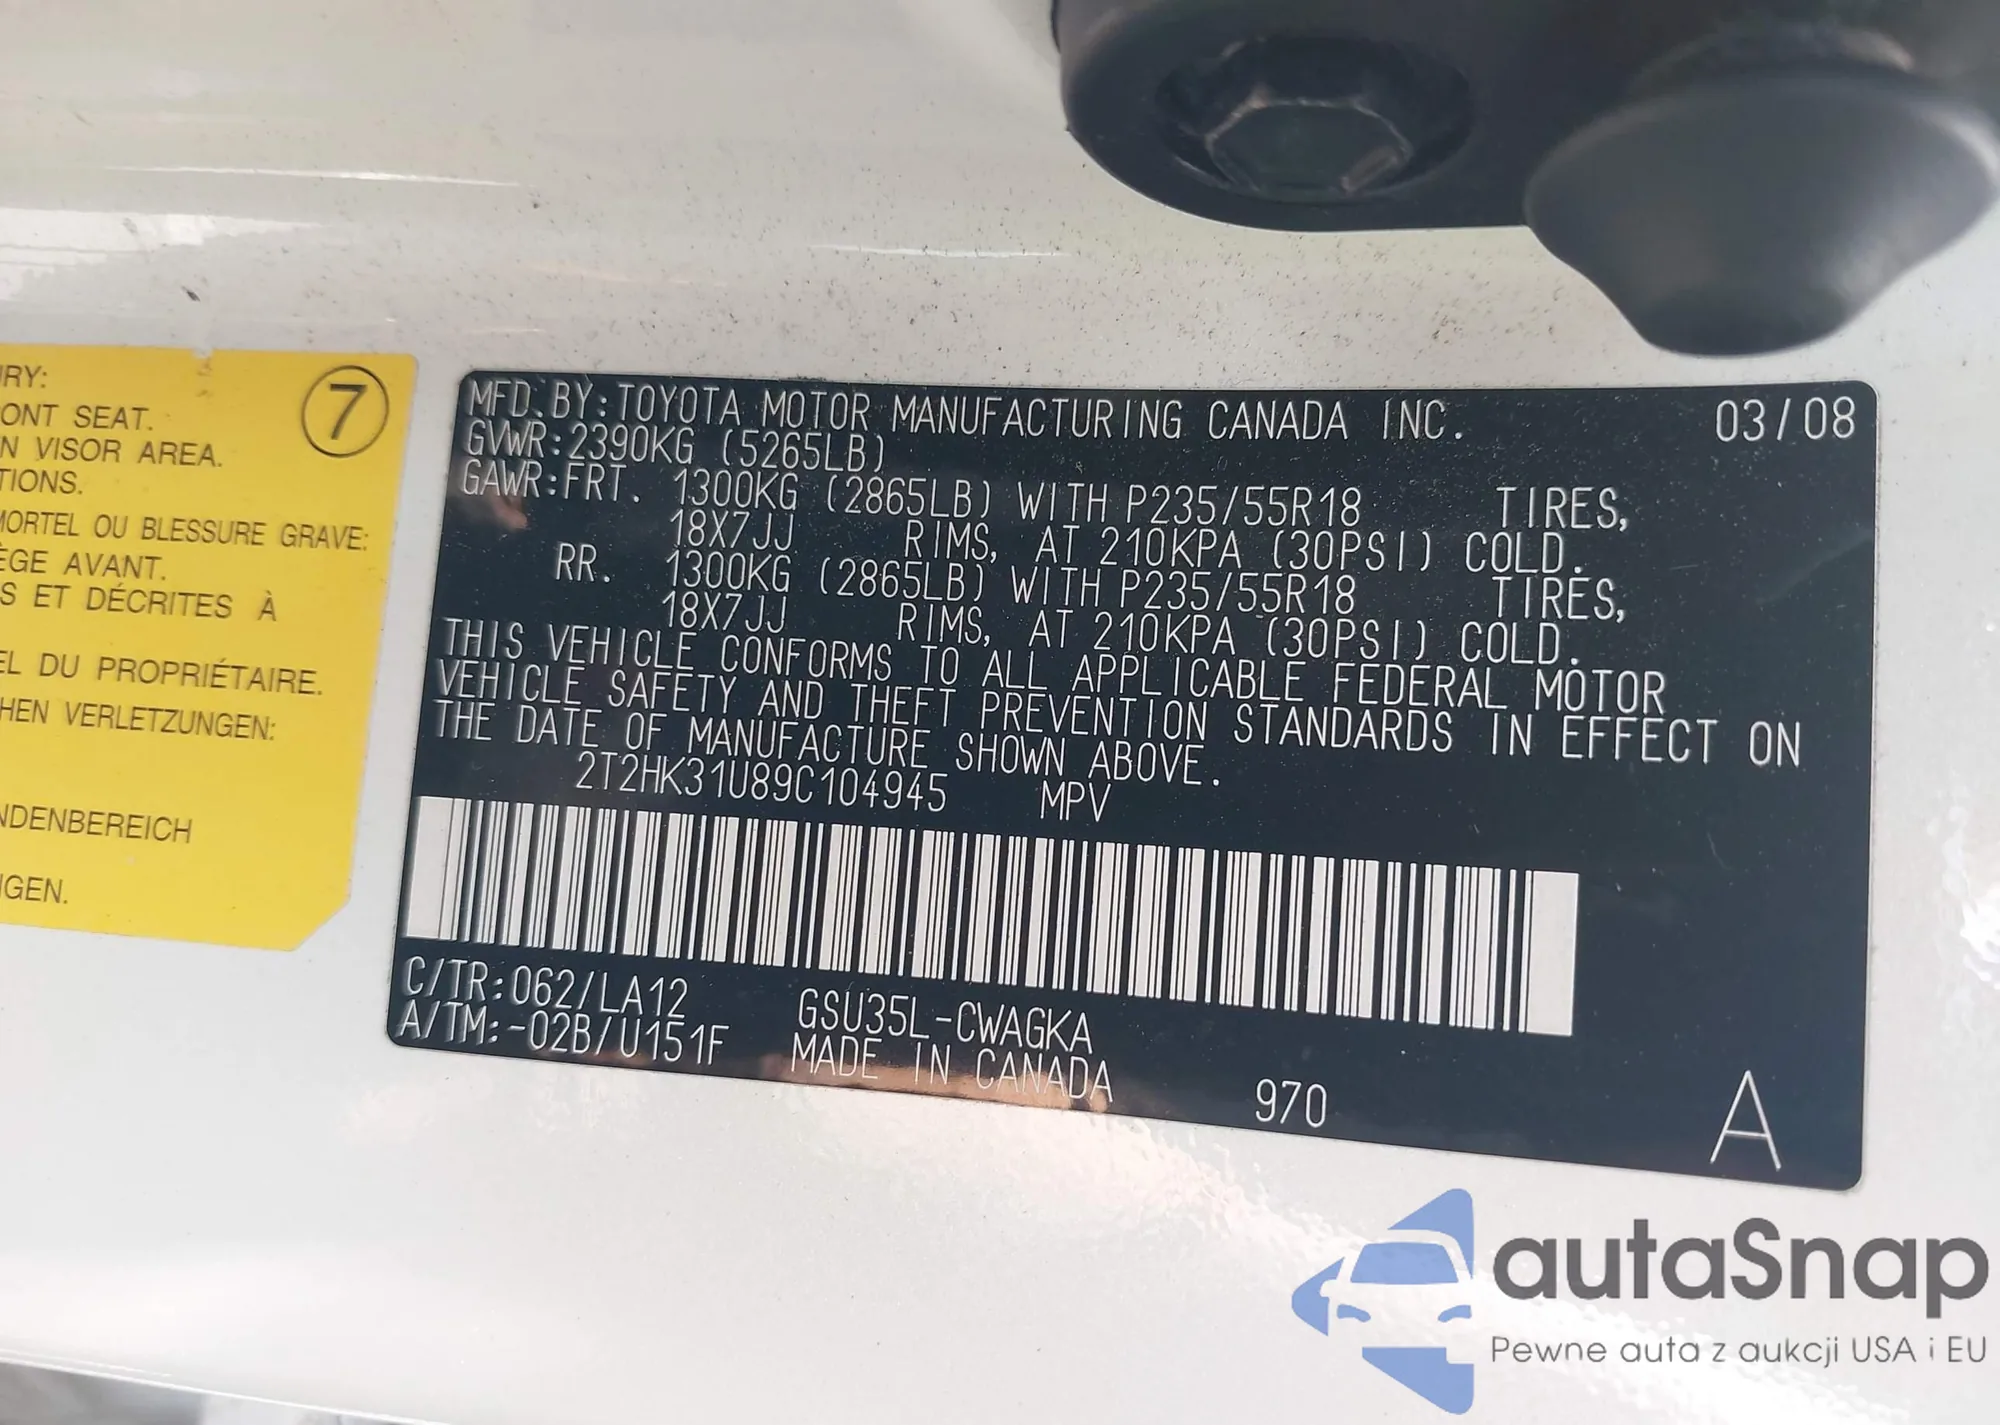 RY:
7
ONT SEAT.
N VISOR AREA.
TIONS.
MORTEL OU BLESSURE GRAVE:
ÈGE AVANT.
S ET DÉCRITES À
EL DU PROPRIÉTAIRE.
CHEN VERLETZUNGEN:
NDENBEREICH
NGEN.
MFD.BY:TOYOTA MOTOR MANUFACTURING CANADA INC. 03/08
GVWR:2390KG (5265LB)
GAWR:FRT. 1300KG (2865LB) WITH P235/55R18 TIRES,
18X7JJ RIMS, AT 210KPA (30PSI) COLD.
RR. 1300KG (2865LB) WITH P235/55R18 TIRES,
18X7JJ RIMS, AT 210KPA (30PSI) COLD.
THIS VEHICLE CONFORMS TO ALL APPLICABLE FEDERAL MOTOR
VEHICLE SAFETY AND THEFT PREVENTION STANDARDS IN EFFECT ON
THE DATE OF MANUFACTURE SHOWN ABOVE.
2T2HK31U89C104945 MPV
C/TR:062/LA12 GSU35L-CWAGKA
A/TM:-02B/U151F MADE IN CANADA
970 A
autaSnap
Pewne auta z aukcji USA i EU